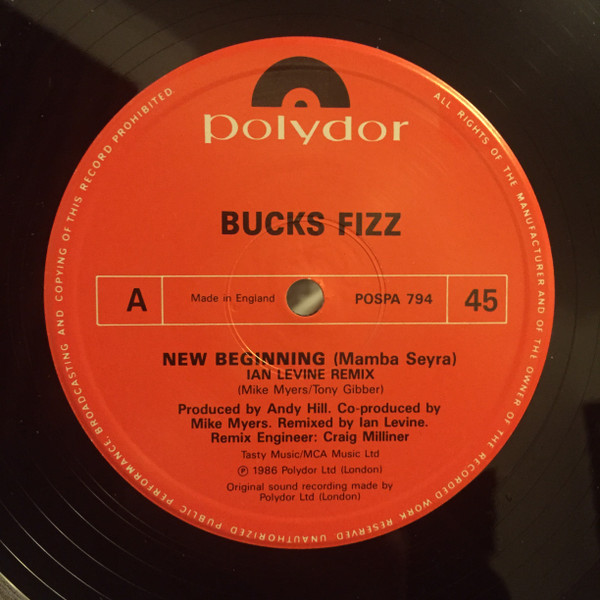 polydor
BUCKS FIZZ
A
Made in England
POSPA 794
45
NEW BEGINNING (Mamba Seyra)
IAN LEVINE REMIX
(Mike Myers/Tony Gibber)
Produced by Andy Hill. Co-produced by
Mike Myers. Remixed by Ian Levine.
Remix Engineer: Craig Milliner
Tasty Music/MCA Music Ltd
℗ 1986 Polydor Ltd (London)
Original sound recording made by
Polydor Ltd (London)
ALL RIGHTS OF THE MANUFACTURER AND OF THE OWNER OF THE RECORDED WORK RESERVED. UNAUTHORIZED PUBLIC PERFORMANCE, BROADCASTING AND COPYING OF THIS RECORD PROHIBITED.